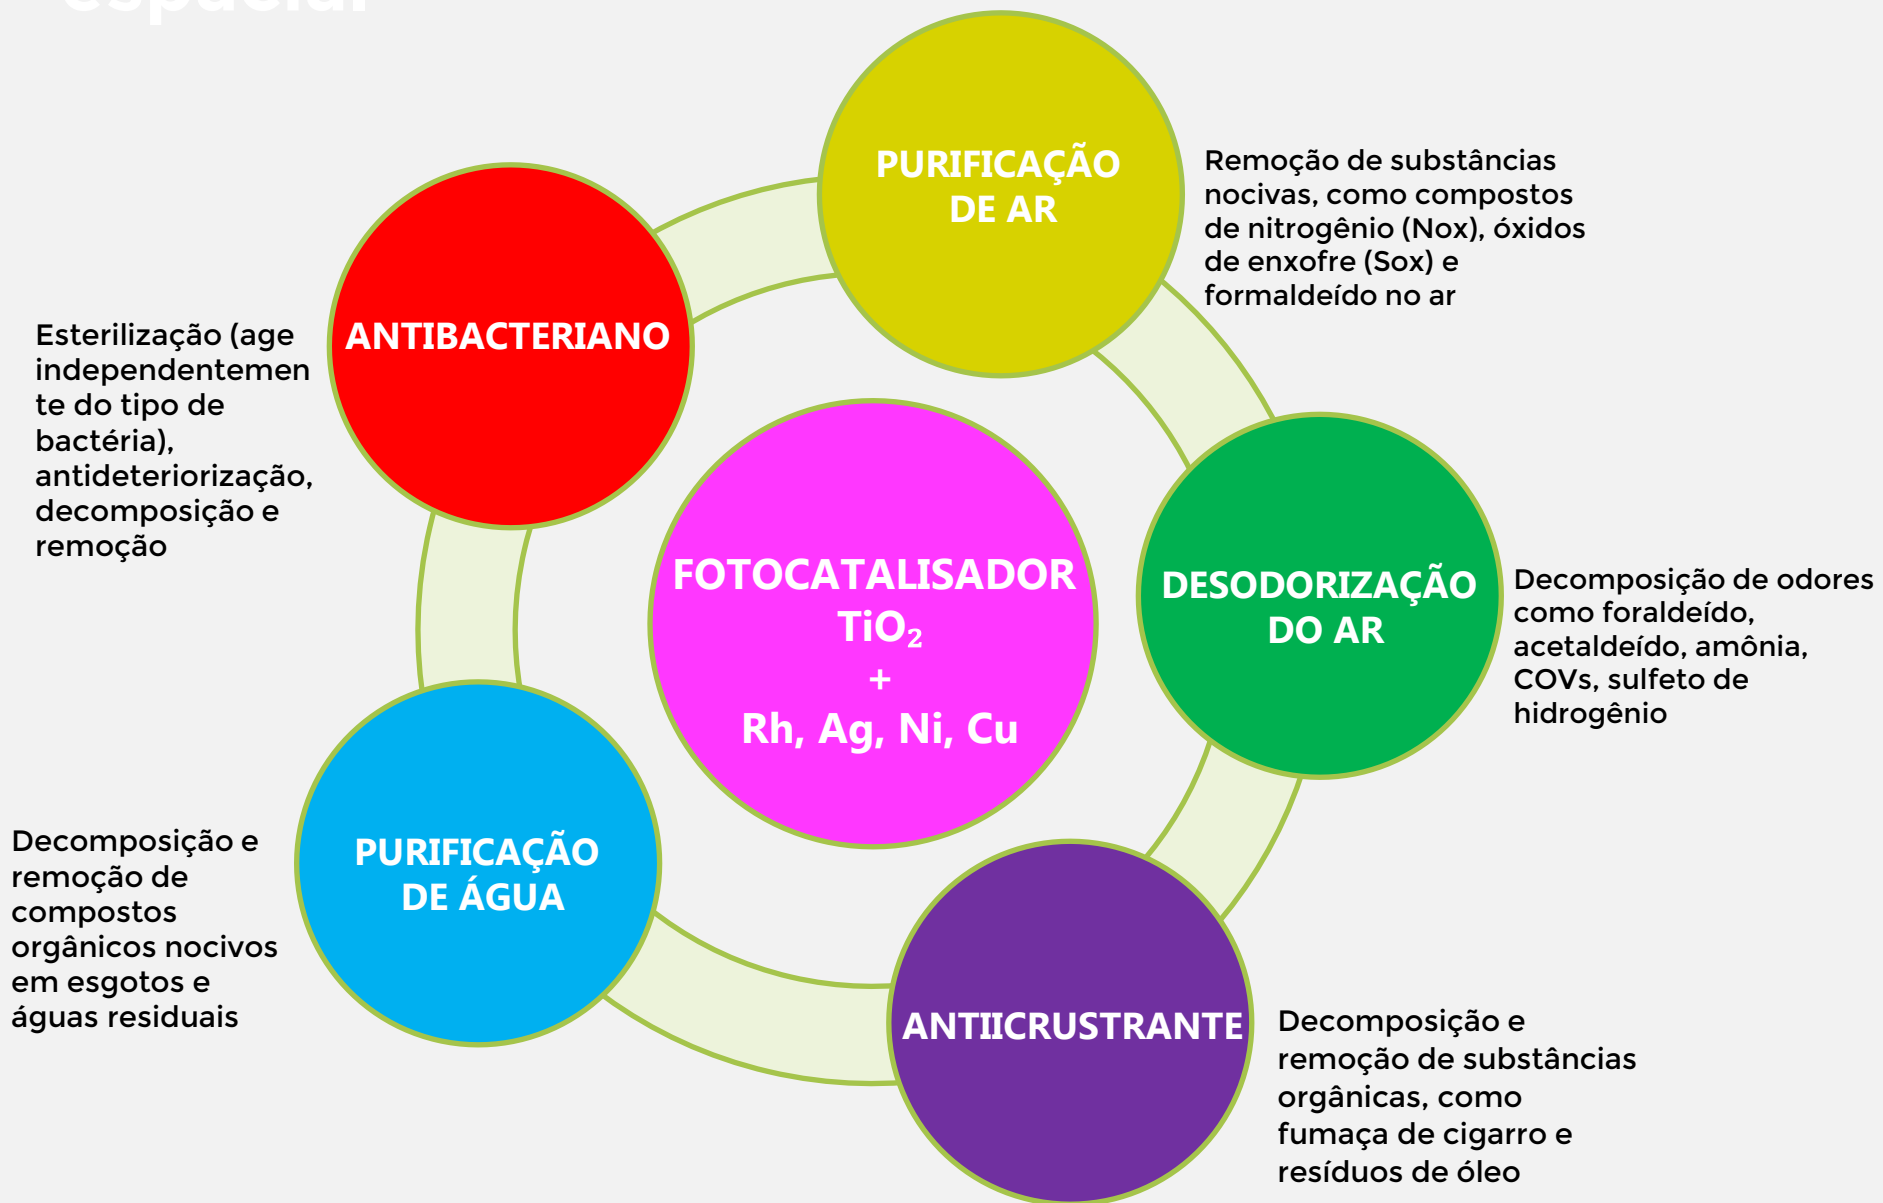 espacial
PURIFICAÇÃO
DE AR
Remoção de substâncias
nocivas, como compostos
de nitrogênio (Nox), óxidos
de enxofre (Sox) e
formaldeído no ar
ANTIBACTERIANO
Esterilização (age
independentemen
te do tipo de
bactéria),
antideteriorização,
decomposição e
remoção
FOTOCATALISADOR
TiO₂
+
Rh, Ag, Ni, Cu
DESODORIZAÇÃO
DO AR
Decomposição de odores
como foraldeído,
acetaldeído, amônia,
COVs, sulfeto de
hidrogênio
PURIFICAÇÃO
DE ÁGUA
Decomposição e
remoção de
compostos
orgânicos nocivos
em esgotos e
águas residuais
ANTIICRUSTRANTE
Decomposição e
remoção de substâncias
orgânicas, como
fumaça de cigarro e
resíduos de óleo